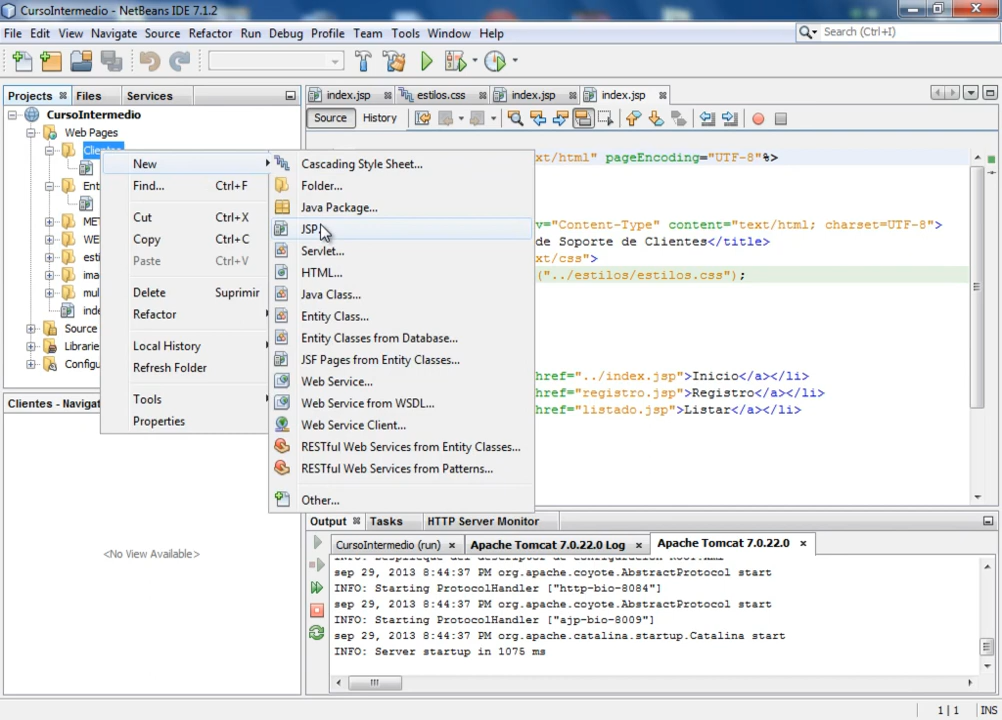 CursoIntermedio - NetBeans IDE 7.1.2
File Edit View Navigate Source Refactor Run Debug Profile Team Tools Window Help
Search (Ctrl+I)
Projects Files Services
index.jsp estilos.css index.jsp index.jsp
CursoIntermedio
Web Pages
Source History
Ent
MET
WE
esti
ima
mul
inde
Source
Librarie
Configu
New
Find... Ctrl+F
Cut Ctrl+X
Copy Ctrl+C
Paste Ctrl+V
Delete Suprimir
Refactor
Local History
Refresh Folder
Tools
Properties
Cascading Style Sheet...
Folder...
Java Package...
JSP...
Servlet...
HTML...
Java Class...
Entity Class...
Entity Classes from Database...
JSF Pages from Entity Classes...
Web Service...
Web Service from WSDL...
Web Service Client...
RESTful Web Services from Entity Classes...
RESTful Web Services from Patterns...
Other...
xt/html" pageEncoding="UTF-8"%>
v="Content-Type" content="text/html; charset=UTF-8">
de Soporte de Clientes</title>
xt/css">
("../estilos/estilos.css");
href="../index.jsp">Inicio</a></li>
href="registro.jsp">Registro</a></li>
href="listado.jsp">Listar</a></li>
Clientes - Navigat
<No View Available>
Output Tasks HTTP Server Monitor
CursoIntermedio (run) Apache Tomcat 7.0.22.0 Log Apache Tomcat 7.0.22.0
sep 29, 2013 8:44:37 PM org.apache.coyote.AbstractProtocol start
INFO: Starting ProtocolHandler ["http-bio-8084"]
sep 29, 2013 8:44:37 PM org.apache.coyote.AbstractProtocol start
INFO: Starting ProtocolHandler ["ajp-bio-8009"]
sep 29, 2013 8:44:37 PM org.apache.catalina.startup.Catalina start
INFO: Server startup in 1075 ms
1 | 1 INS